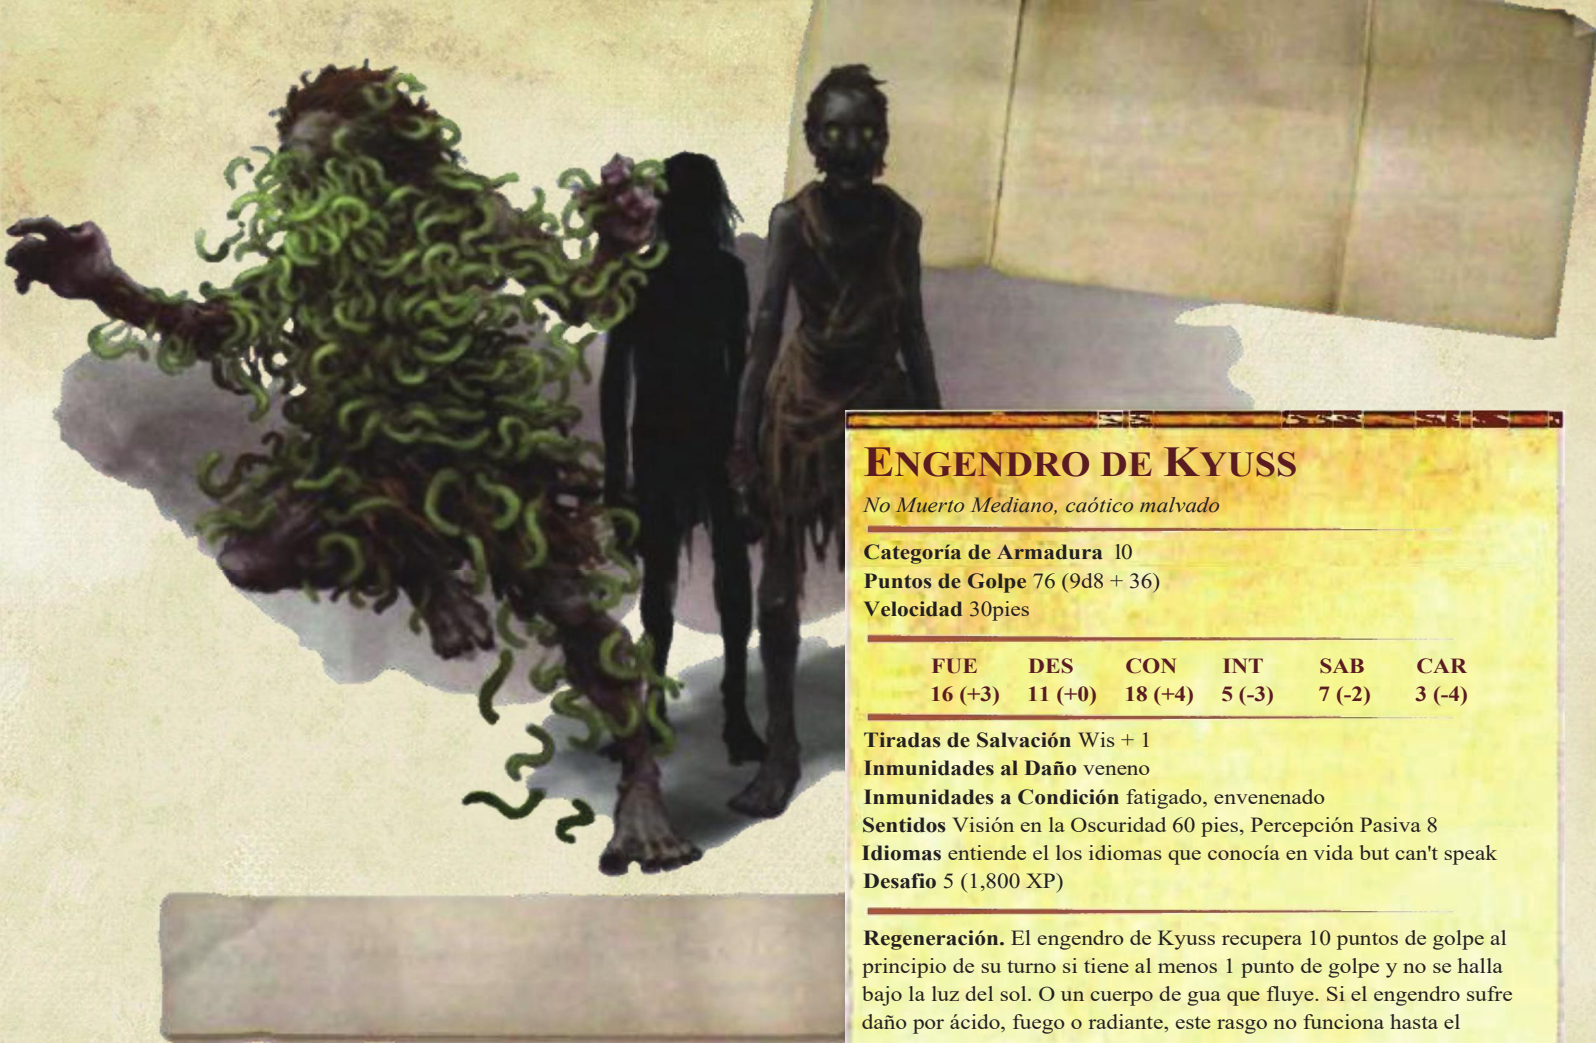 ENGENDRO DE KYUSS
No Muerto Mediano, caótico malvado
Categoría de Armadura 10
Puntos de Golpe 76 (9d8 + 36)
Velocidad 30pies
FUE DES CON INT SAB CAR
16 (+3) 11 (+0) 18 (+4) 5 (-3) 7 (-2) 3 (-4)
Tiradas de Salvación Wis + 1
Inmunidades al Daño veneno
Inmunidades a Condición fatigado, envenenado
Sentidos Visión en la Oscuridad 60 pies, Percepción Pasiva 8
Idiomas entiende el los idiomas que conocía en vida but can't speak
Desafio 5 (1,800 XP)
Regeneración. El engendro de Kyuss recupera 10 puntos de golpe al
principio de su turno si tiene al menos 1 punto de golpe y no se halla
bajo la luz del sol. O un cuerpo de gua que fluye. Si el engendro sufre
daño por ácido, fuego o radiante, este rasgo no funciona hasta el